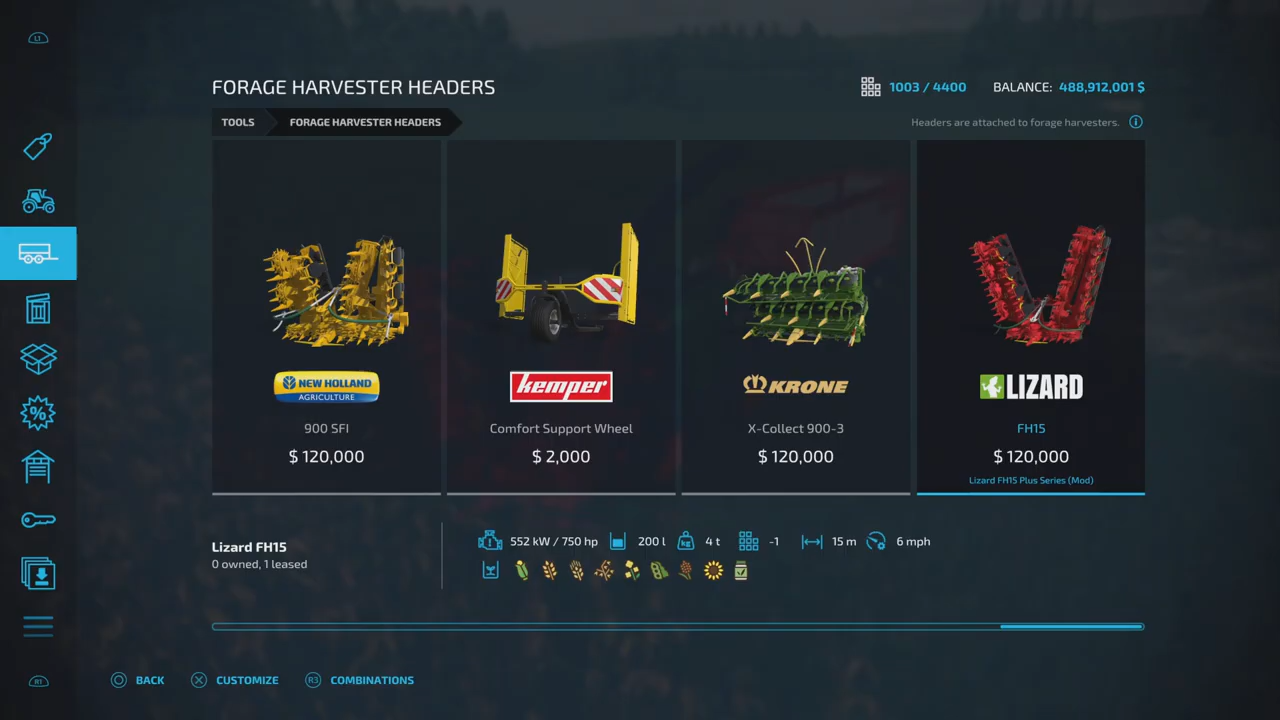 L1
FORAGE HARVESTER HEADERS
1003 / 4400
BALANCE: 488,912,001 $
TOOLS
FORAGE HARVESTER HEADERS
Headers are attached to forage harvesters.
NEW HOLLAND
AGRICULTURE
900 SFI
$ 120,000
kemper
Comfort Support Wheel
$ 2,000
KRONE
X-Collect 900-3
$ 120,000
LIZARD
FH15
$ 120,000
Lizard FH15 Plus Series (Mod)
Lizard FH15
0 owned, 1 leased
552 kW / 750 hp
200 l
kg
4 t
-1
15 m
6 mph
R1
BACK
CUSTOMIZE
R3
COMBINATIONS